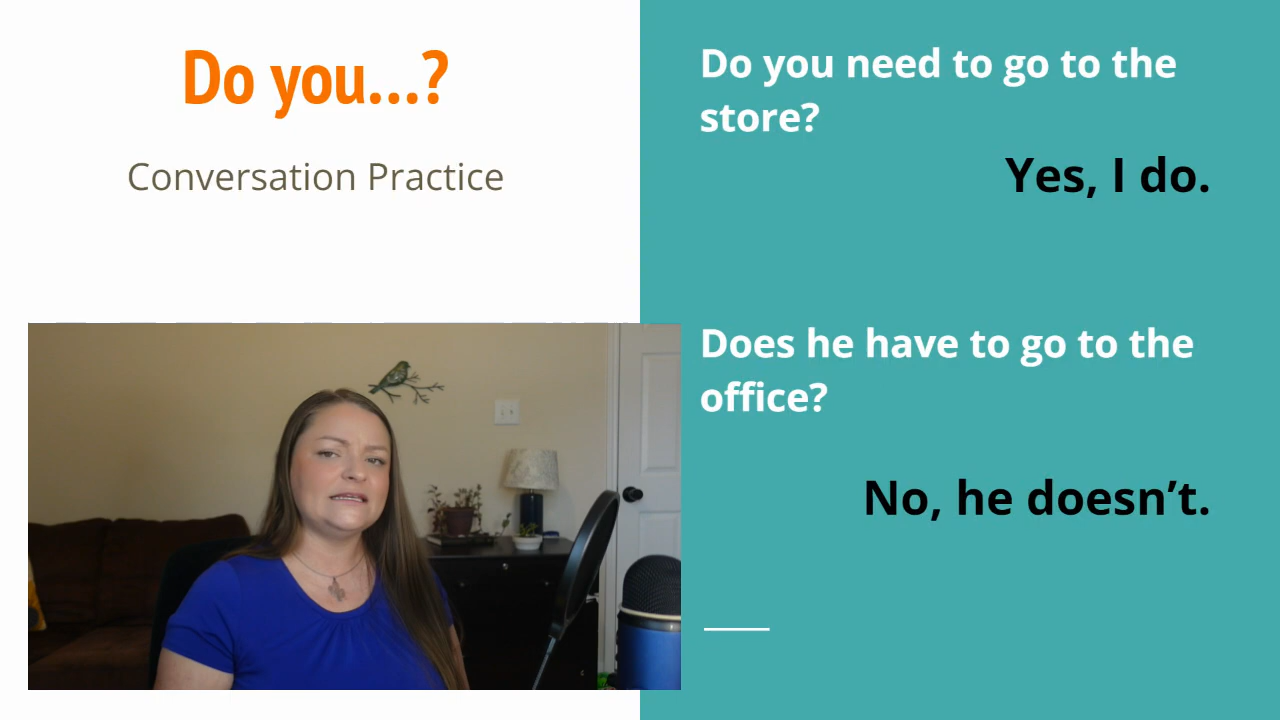 Do you...?
Conversation Practice
Do you need to go to the
store?
Yes, I do.
Does he have to go to the
office?
No, he doesn’t.